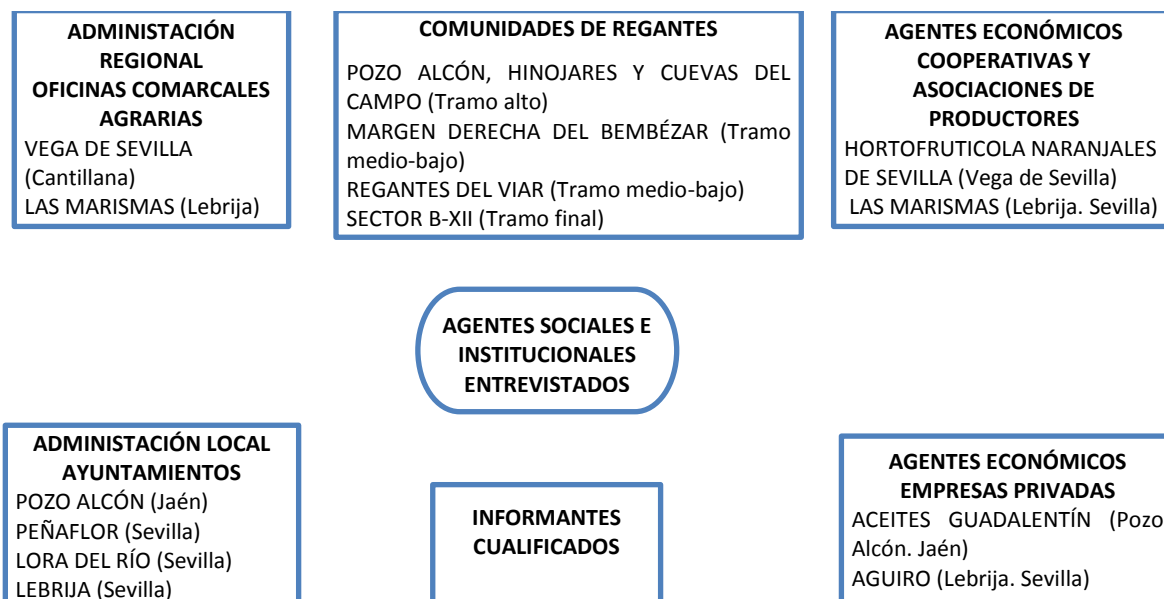 ADMINISTACIÓN
REGIONAL
OFICINAS COMARCALES
AGRARIAS
VEGA DE SEVILLA
(Cantillana)
LAS MARISMAS (Lebrija)
COMUNIDADES DE REGANTES
POZO ALCÓN, HINOJARES Y CUEVAS DEL
CAMPO (Tramo alto)
MARGEN DERECHA DEL BEMBÉZAR (Tramo
medio-bajo)
REGANTES DEL VIAR (Tramo medio-bajo)
SECTOR B-XII (Tramo final)
AGENTES ECONÓMICOS
COOPERATIVAS Y
ASOCIACIONES DE
PRODUCTORES
HORTOFRUTICOLA NARANJALES
DE SEVILLA (Vega de Sevilla)
LAS MARISMAS (Lebrija. Sevilla)
AGENTES SOCIALES E
INSTITUCIONALES
ENTREVISTADOS
ADMINISTACIÓN LOCAL
AYUNTAMIENTOS
POZO ALCÓN (Jaén)
PEÑAFLOR (Sevilla)
LORA DEL RÍO (Sevilla)
LEBRIJA (Sevilla)
INFORMANTES
CUALIFICADOS
AGENTES ECONÓMICOS
EMPRESAS PRIVADAS
ACEITES GUADALENTÍN (Pozo
Alcón. Jaén)
AGUIRO (Lebrija. Sevilla)